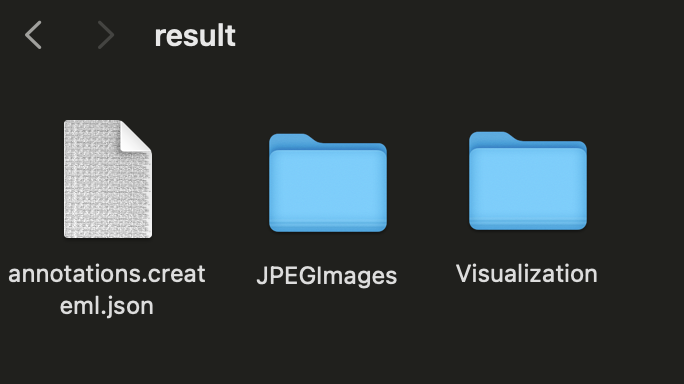 result
annotations.creat
eml.json
JPEGImages
Visualization